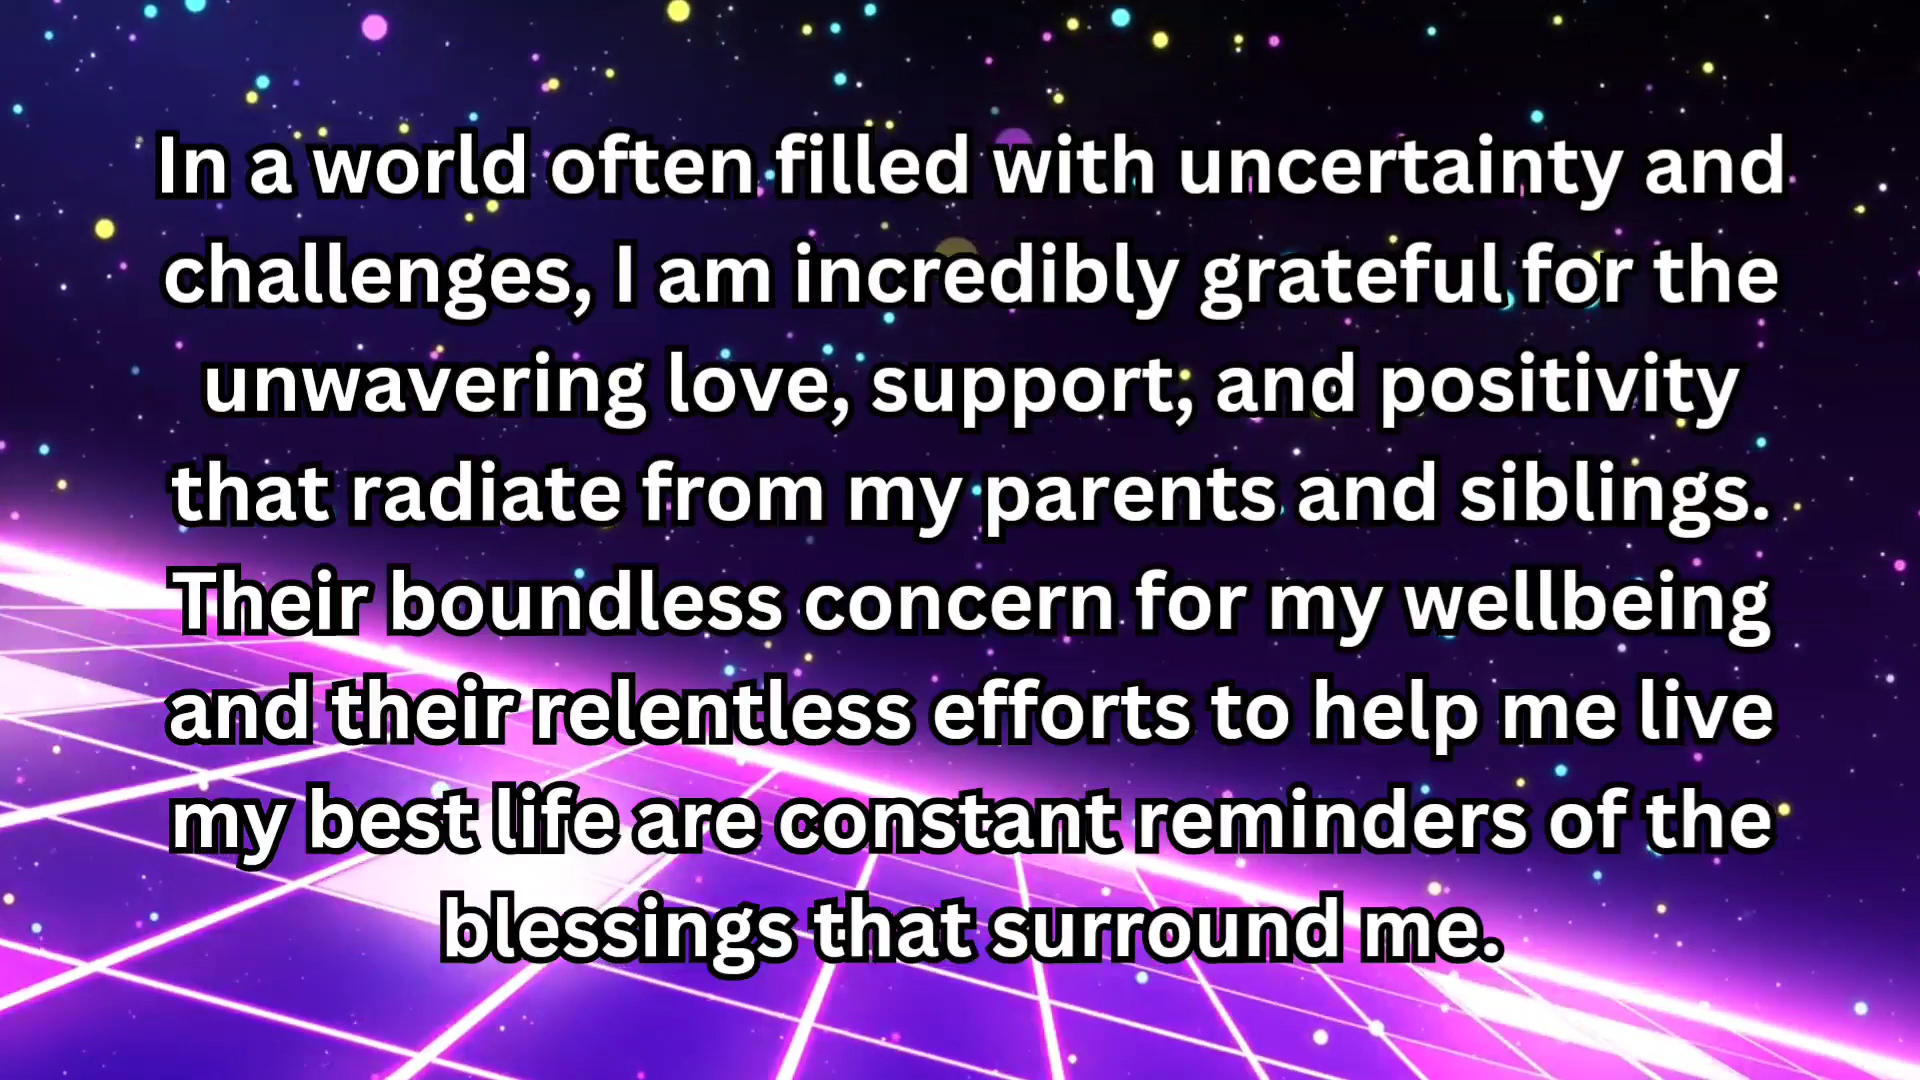 In a world often filled with uncertainty and
challenges, I am incredibly grateful for the
unwavering love, support, and positivity
that radiate from my parents and siblings.
Their boundless concern for my wellbeing
and their relentless efforts to help me live
my best life are constant reminders of the
blessings that surround me.